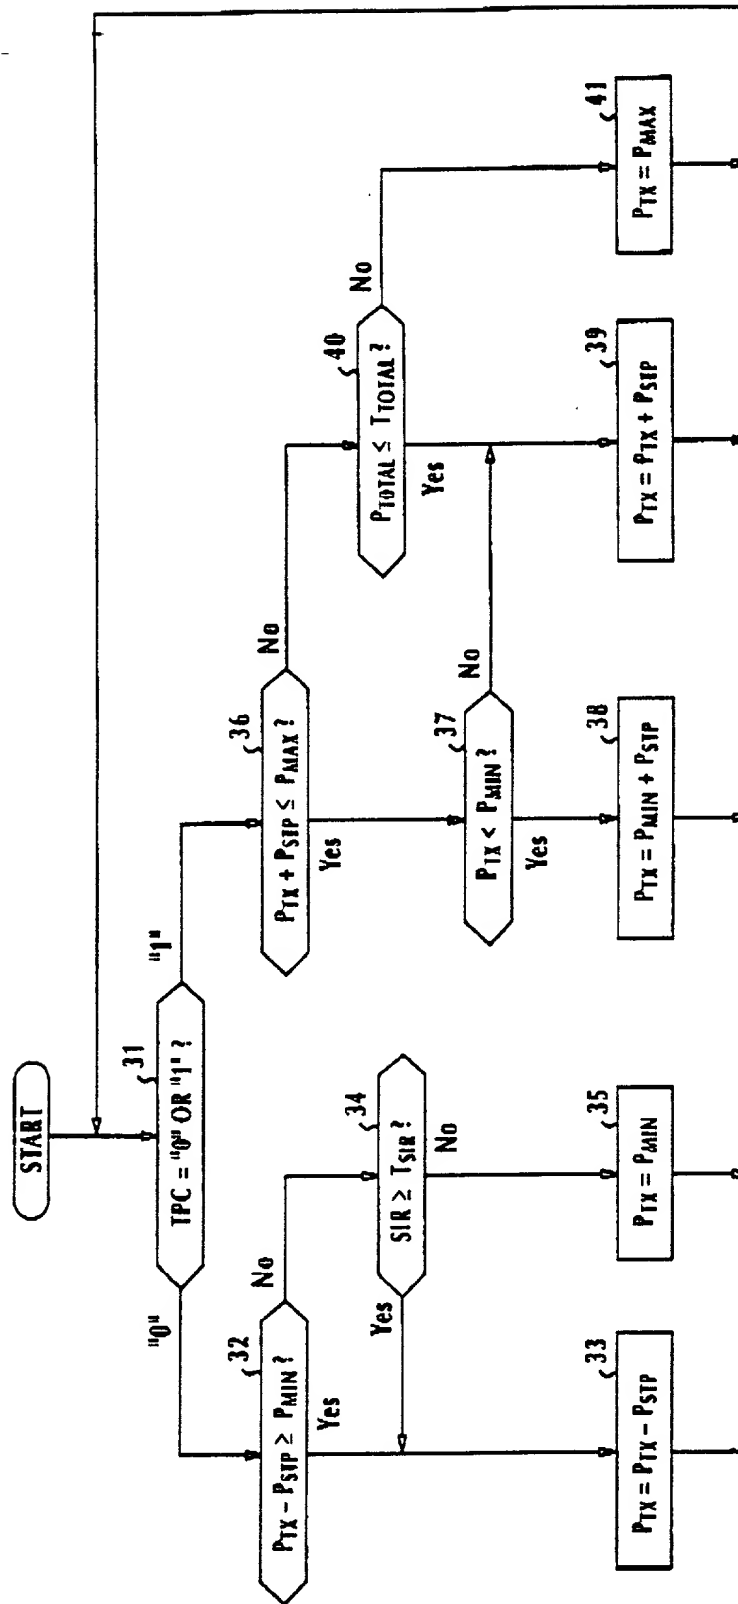 START
31
TPC = "0" OR "1" ?
"0"
"1"
32
PTX − PSTP ≥ PMIN?
No
Yes
36
PTX + PSTP ≤ PMAX?
No
Yes
34
SIR ≥ TSIR?
Yes
No
40
PTOTAL ≤ TTOTAL?
No
Yes
37
PTX < PMIN?
No
Yes
33
PTX = PTX − PSTP
35
PTX = PMIN
38
PTX = PMIN + PSTP
39
PTX = PTX + PSTP
41
PTX = PMAX